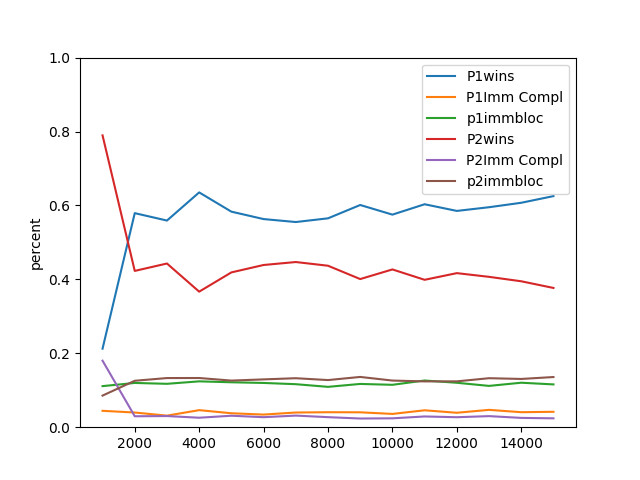 1.0
0.8
0.6
0.4
0.2
0.0
percent
2000 4000 6000 8000 10000 12000 14000
P1wins
P1Imm Compl
p1immbloc
P2wins
P2Imm Compl
p2immbloc